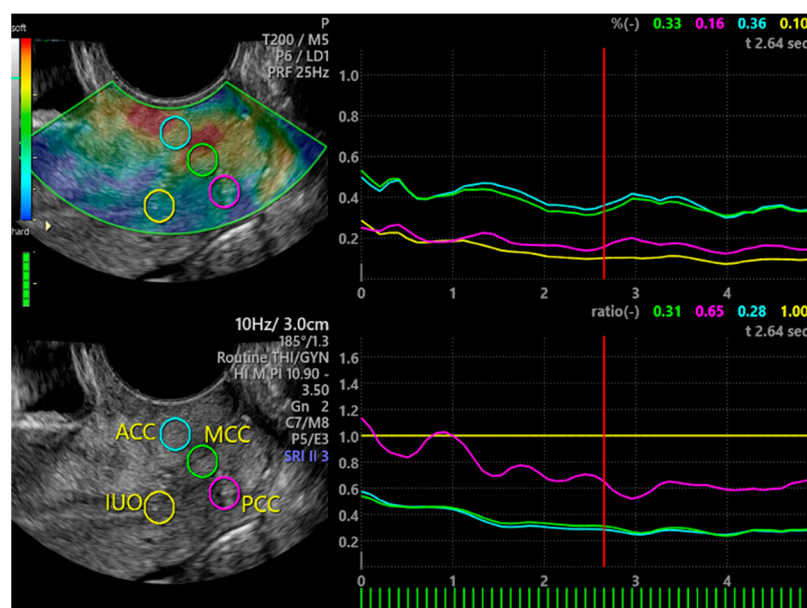 P
T200 / M5
P6 / LD1
PRF 25Hz
soft
hard
%(-) 0.33 0.16 0.36 0.10
t 2.64 sec
1.0
0.8
0.6
0.4
0.2
0 1 2 3 4
10Hz/ 3.0cm
185°/1.3
Routine THI/GYN
HI M PI 10.90 -
3.50
Gn 2
C7/M8
P5/E3
SRI II 3
ACC
MCC
IUO
PCC
ratio(-) 0.31 0.65 0.28 1.00
t 2.64 sec
1.6
1.4
1.2
1.0
0.8
0.6
0.4
0.2
0 1 2 3 4